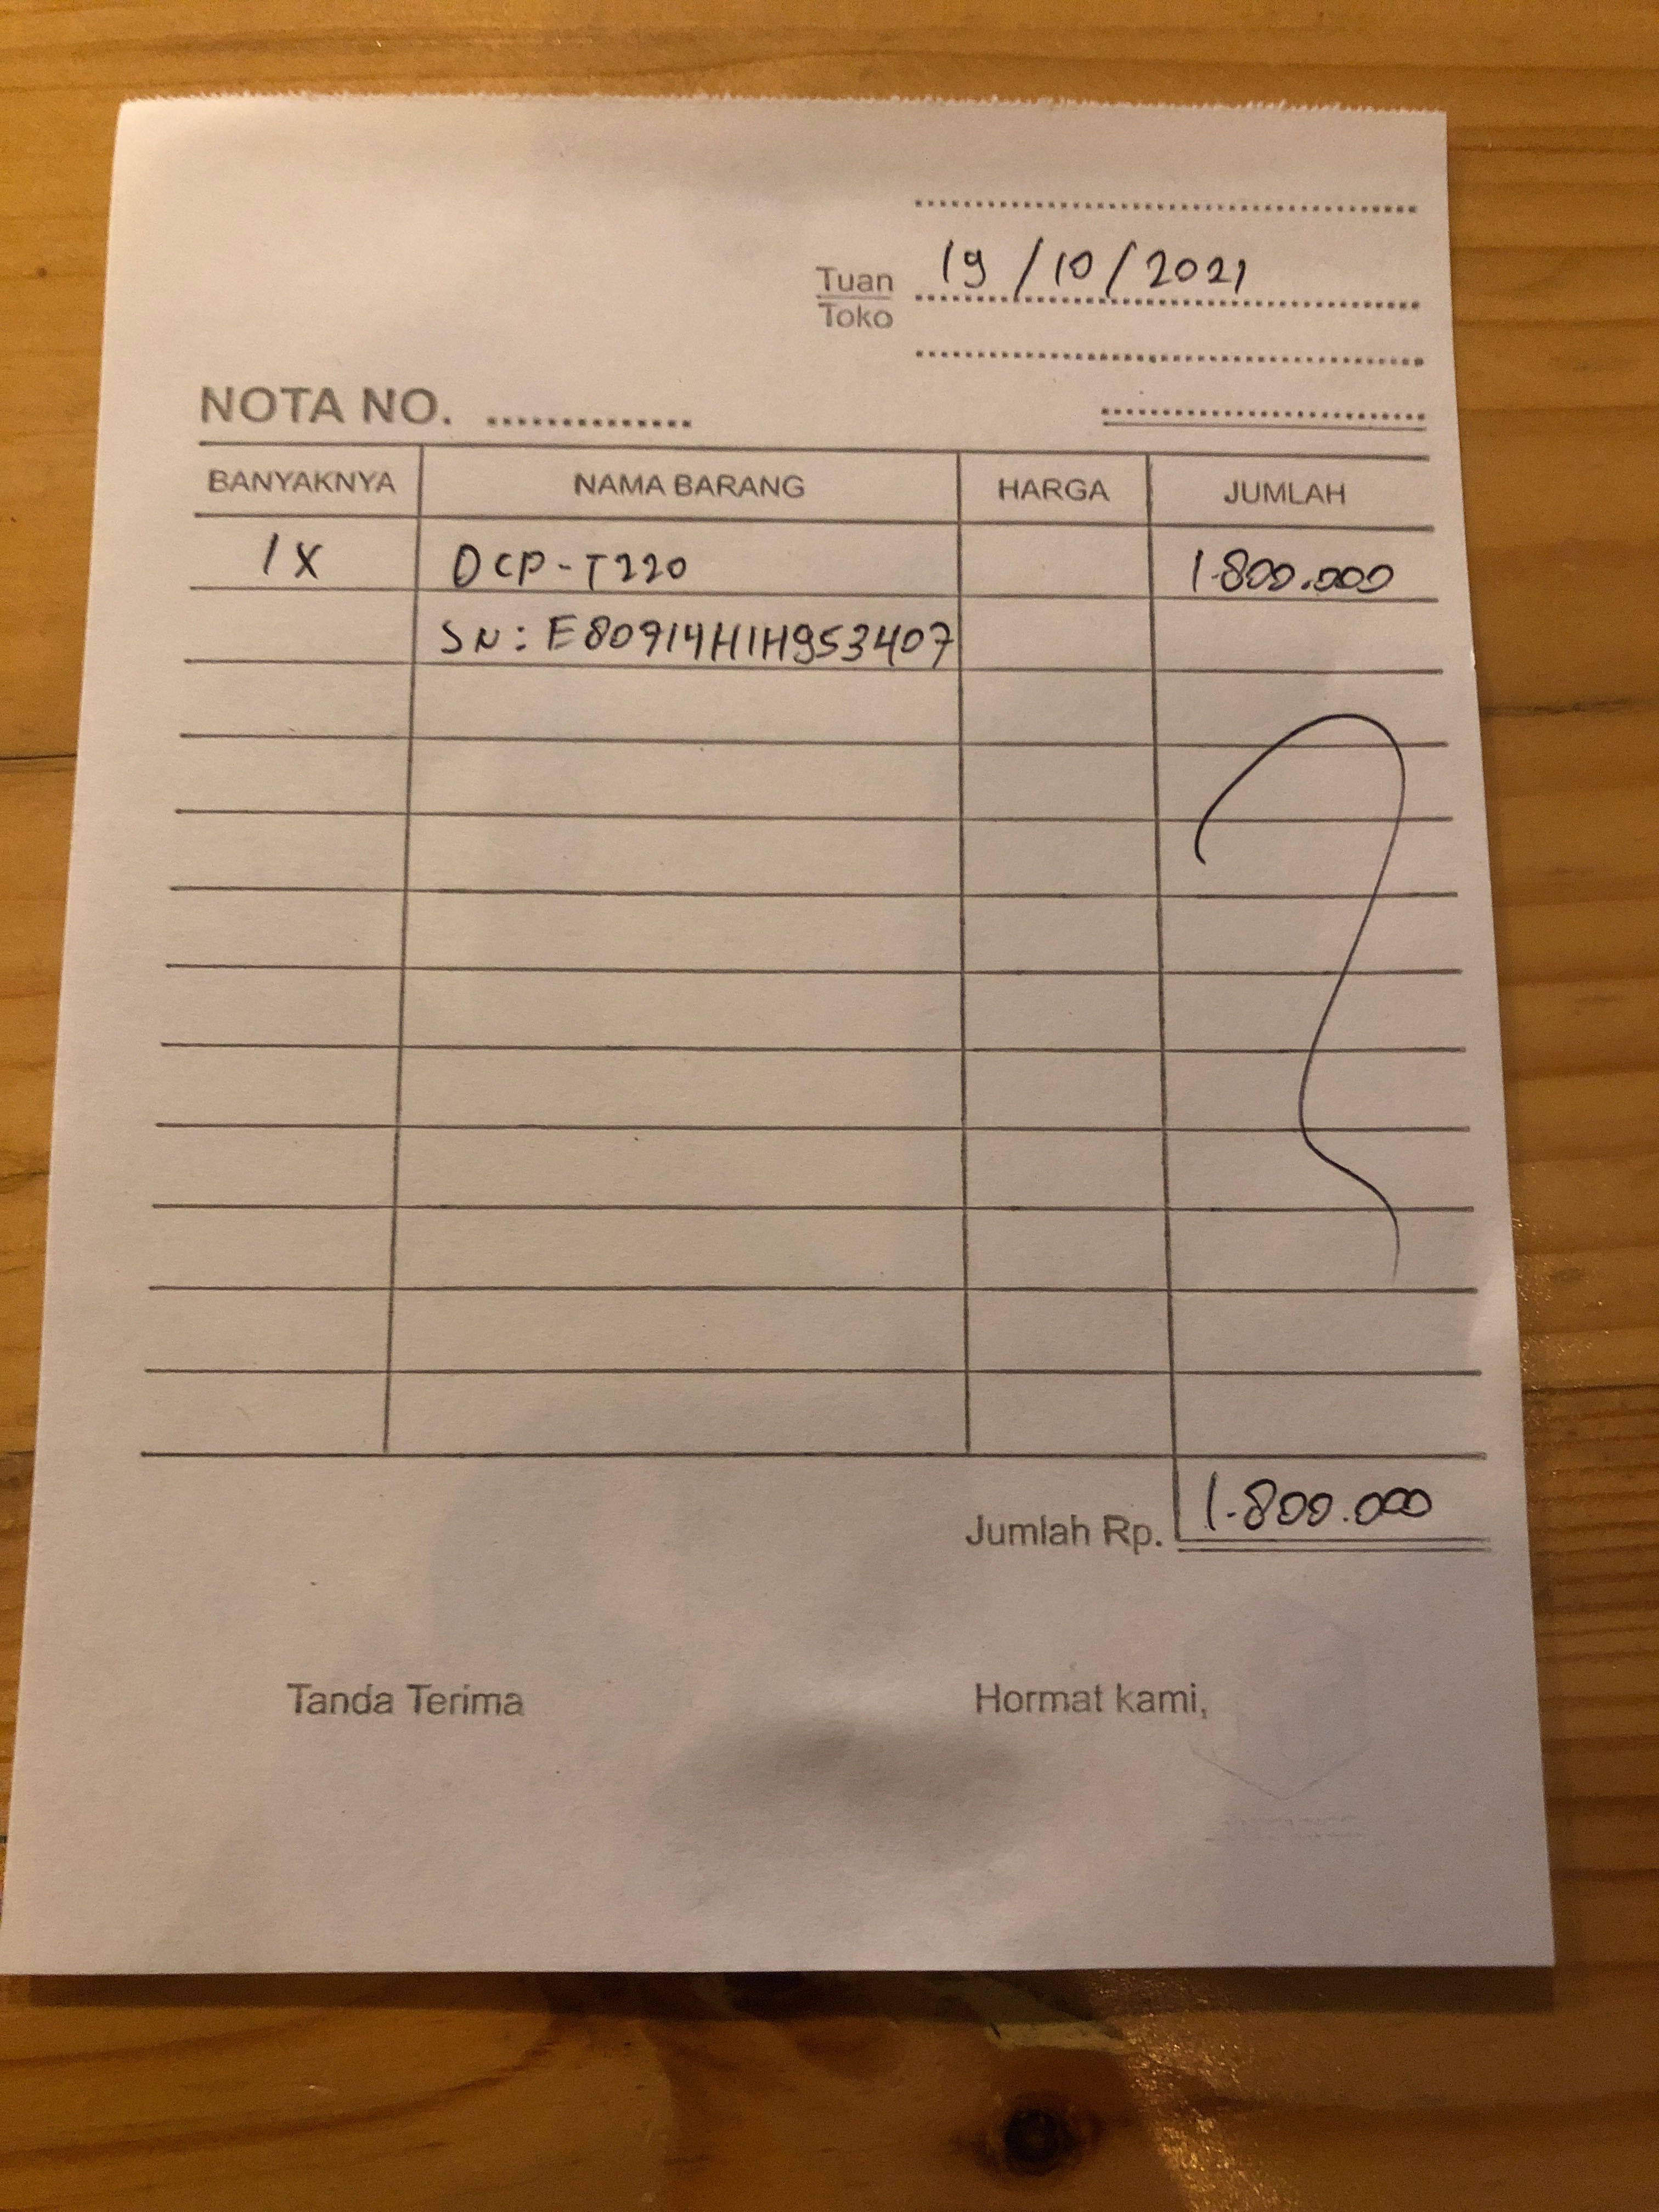 19/10/2021
Tuan
Toko
NOTA NO.
BANYAKNYA NAMA BARANG HARGA JUMLAH
1X DCP-T220 1.800.000
SN: E80914H1H953407
Jumlah Rp. 1.800.000
Tanda Terima Hormat kami,